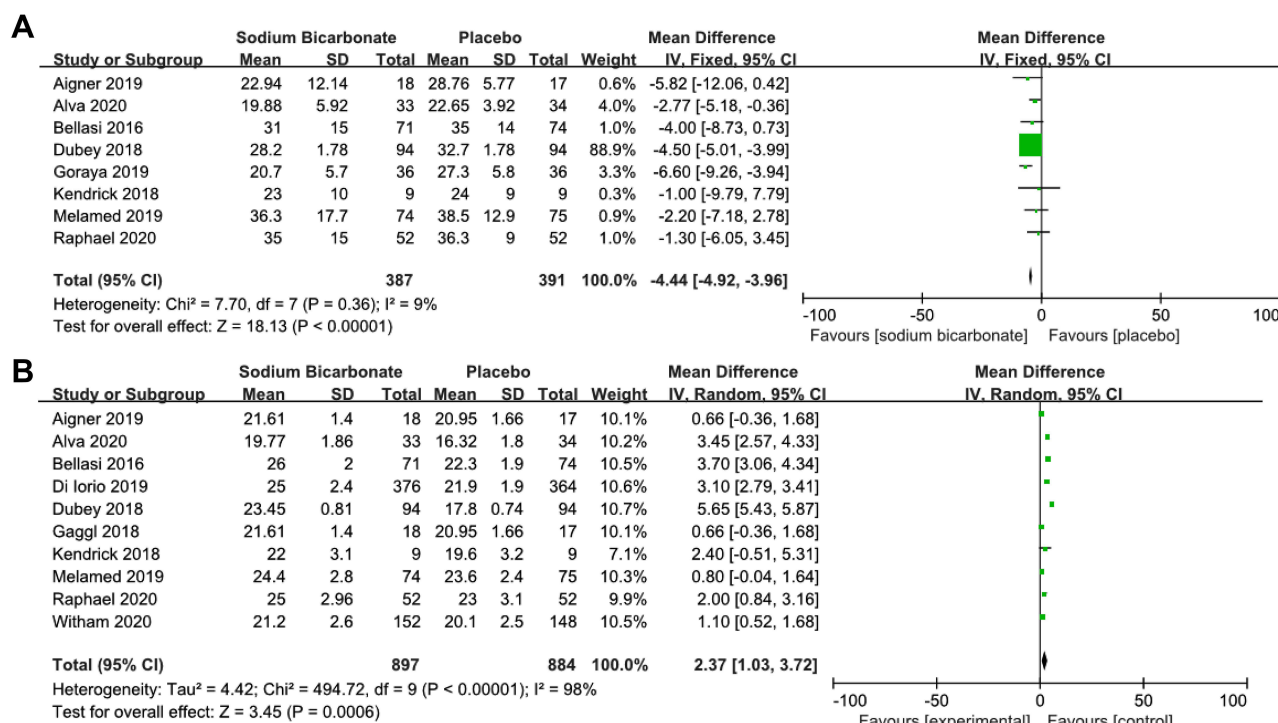 A
Sodium Bicarbonate Placebo Mean Difference Mean Difference
Study or Subgroup Mean SD Total Mean SD Total Weight IV, Fixed, 95% CI IV, Fixed, 95% CI
Aigner 2019 22.94 12.14 18 28.76 5.77 17 0.6% -5.82 [-12.06, 0.42]
Alva 2020 19.88 5.92 33 22.65 3.92 34 4.0% -2.77 [-5.18, -0.36]
Bellasi 2016 31 15 71 35 14 74 1.0% -4.00 [-8.73, 0.73]
Dubey 2018 28.2 1.78 94 32.7 1.78 94 88.9% -4.50 [-5.01, -3.99]
Goraya 2019 20.7 5.7 36 27.3 5.8 36 3.3% -6.60 [-9.26, -3.94]
Kendrick 2018 23 10 9 24 9 9 0.3% -1.00 [-9.79, 7.79]
Melamed 2019 36.3 17.7 74 38.5 12.9 75 0.9% -2.20 [-7.18, 2.78]
Raphael 2020 35 15 52 36.3 9 52 1.0% -1.30 [-6.05, 3.45]
Total (95% CI) 387 391 100.0% -4.44 [-4.92, -3.96]
Heterogeneity: Chi² = 7.70, df = 7 (P = 0.36); I² = 9%
Test for overall effect: Z = 18.13 (P < 0.00001)
-100 -50 0 50 100
Favours [sodium bicarbonate] Favours [placebo]
B
Sodium Bicarbonate Placebo Mean Difference Mean Difference
Study or Subgroup Mean SD Total Mean SD Total Weight IV, Random, 95% CI IV, Random, 95% CI
Aigner 2019 21.61 1.4 18 20.95 1.66 17 10.1% 0.66 [-0.36, 1.68]
Alva 2020 19.77 1.86 33 16.32 1.8 34 10.2% 3.45 [2.57, 4.33]
Bellasi 2016 26 2 71 22.3 1.9 74 10.5% 3.70 [3.06, 4.34]
Di Iorio 2019 25 2.4 376 21.9 1.9 364 10.6% 3.10 [2.79, 3.41]
Dubey 2018 23.45 0.81 94 17.8 0.74 94 10.6% 5.65 [5.43, 5.87]
Gaggl 2018 21.61 1.4 18 20.95 1.66 17 10.1% 0.66 [-0.36, 1.68]
Kendrick 2018 22 3.1 9 19.6 3.2 9 7.1% 2.40 [-0.51, 5.31]
Melamed 2019 24.4 2.8 74 23.6 2.4 75 10.3% 0.80 [-0.04, 1.64]
Raphael 2020 25 2.96 52 23 3.1 52 9.9% 2.00 [0.84, 3.16]
Witham 2020 21.2 2.6 152 20.1 2.5 148 10.5% 1.10 [0.52, 1.68]
Total (95% CI) 897 884 100.0% 2.37 [1.03, 3.72]
Heterogeneity: Tau² = 4.42; Chi² = 494.72, df = 9 (P < 0.00001); I² = 98%
Test for overall effect: Z = 3.45 (P = 0.0006)
-100 -50 0 50 100
Favours [experimental] Favours [control]